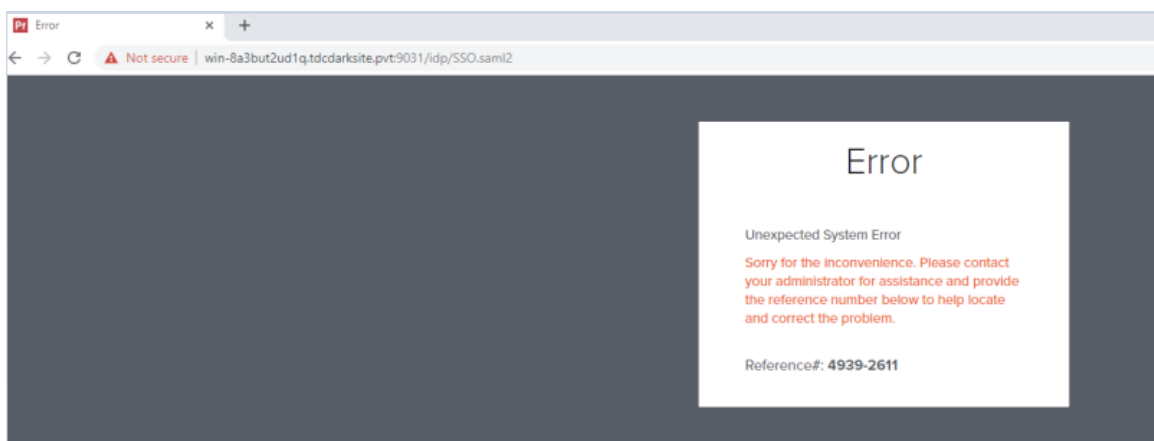 Pf Error
Not secure win-8a3but2ud1q.tdcdarksite.pvt:9031/idp/SSO.saml2
Error
Unexpected System Error
Sorry for the inconvenience. Please contact
your administrator for assistance and provide
the reference number below to help locate
and correct the problem.
Reference#: 4939-2611